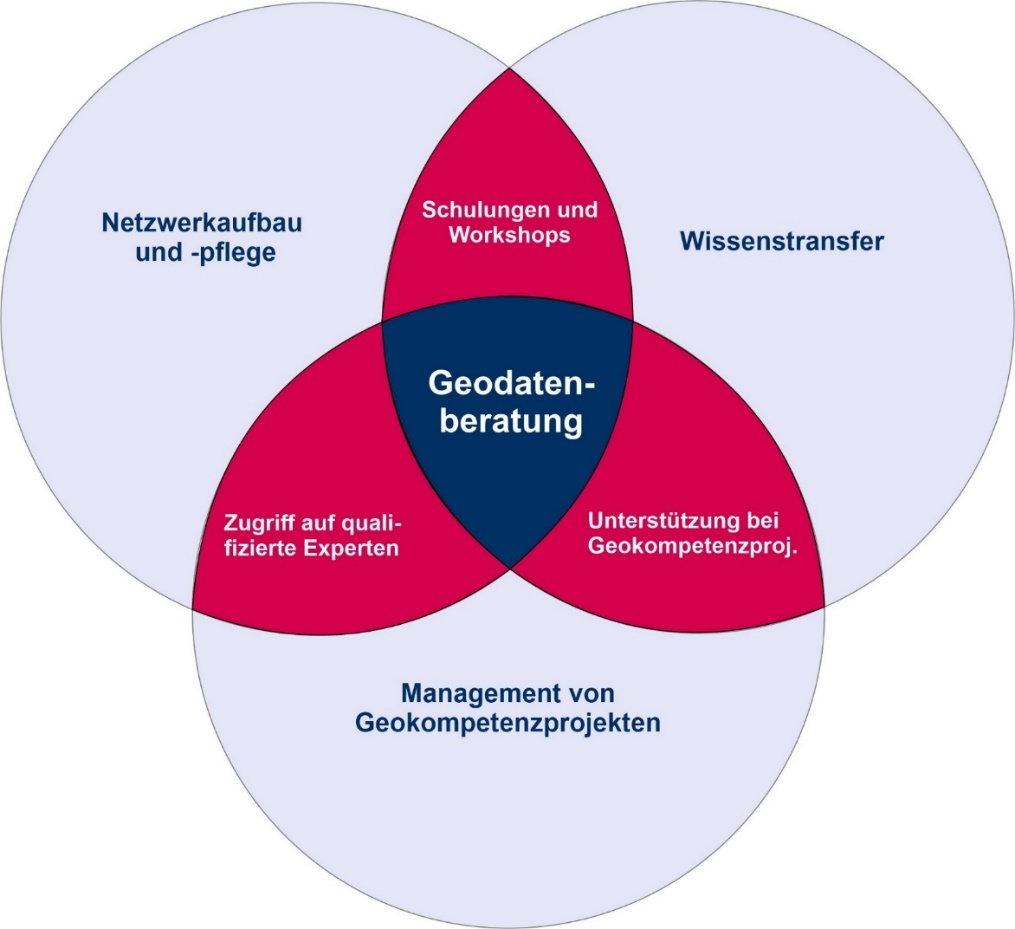 Netzwerkaufbau
und -pflege
Schulungen und
Workshops
Wissenstransfer
Geodaten-
beratung
Zugriff auf quali-
fizierte Experten
Unterstützung bei
Geokompetenzproj.
Management von
Geokompetenzprojekten